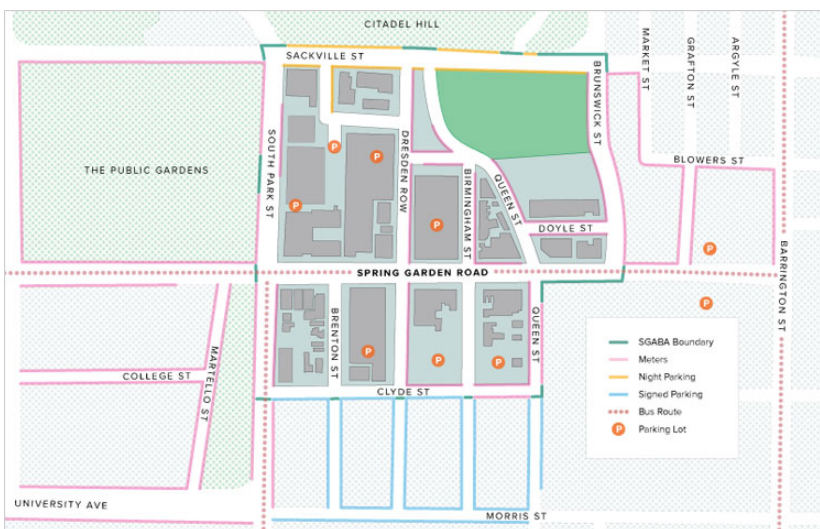 CITADEL HILL
SACKVILLE ST
MARKET ST
GRAFTON ST
ARGYLE ST
BRUNSWICK ST
THE PUBLIC GARDENS
SOUTH PARK ST
P
P
DRESDEN ROW
P
P
BIRMINGHAM ST
QUEEN ST
DOYLE ST
BLOWERS ST
P
BARRINGTON ST
SPRING GARDEN ROAD
P
BRENTON ST
P
P
P
QUEEN ST
MARTELLO ST
COLLEGE ST
CLYDE ST
SGABA Boundary
Meters
Night Parking
Signed Parking
Bus Route
P Parking Lot
UNIVERSITY AVE
MORRIS ST